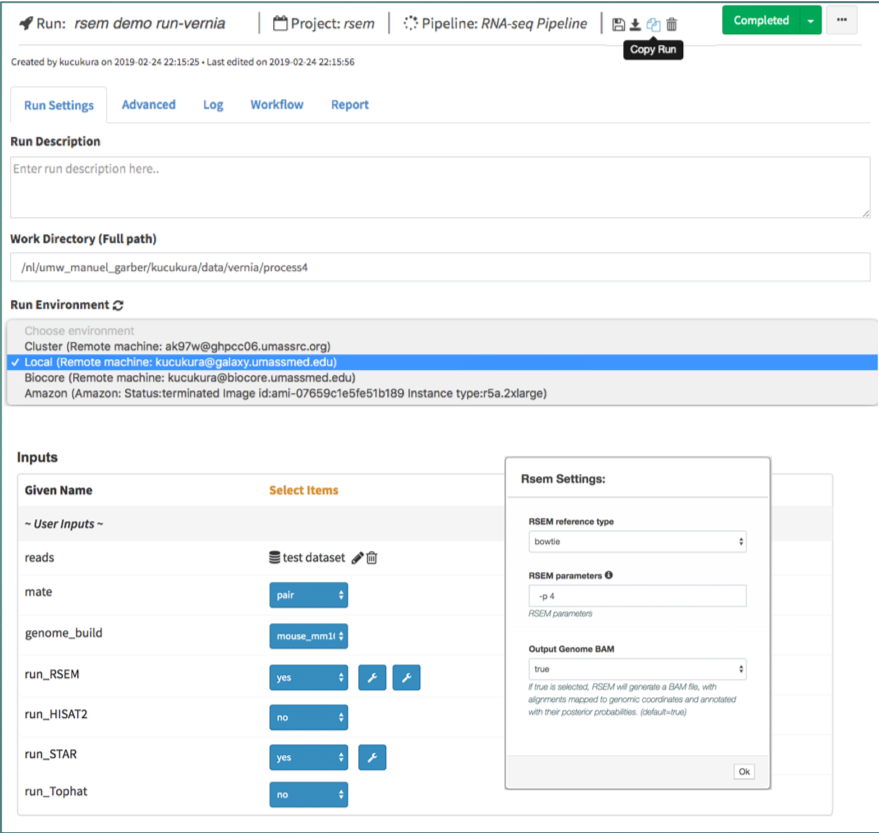 Run: rsem demo run-vernia | Project: rsem | Pipeline: RNA-seq Pipeline | Completed ...
Copy Run
Created by kucukura on 2019-02-24 22:15:25 • Last edited on 2019-02-24 22:15:56
Run Settings Advanced Log Workflow Report
Run Description
Enter run description here..
Work Directory (Full path)
/nl/umw_manuel_garber/kucukura/data/vernia/process4
Run Environment
Choose environment
Cluster (Remote machine: ak97w@ghpcc06.umassrc.org)
✓ Local (Remote machine: kucukura@galaxy.umassmed.edu)
Biocore (Remote machine: kucukura@biocore.umassmed.edu)
Amazon (Amazon: Status:terminated Image id:ami-07659c1e5fe51b189 Instance type:r5a.2xlarge)
Inputs
Given Name Select Items
~ User Inputs ~
reads test dataset
mate pair
genome_build mouse_mm10
run_RSEM yes
run_HISAT2 no
run_STAR yes
run_Tophat no
Rsem Settings:
RSEM reference type
bowtie
RSEM parameters
-p 4
RSEM parameters
Output Genome BAM
true
If true is selected, RSEM will generate a BAM file, with
alignments mapped to genomic coordinates and annotated
with their posterior probabilities. (default=true)
Ok